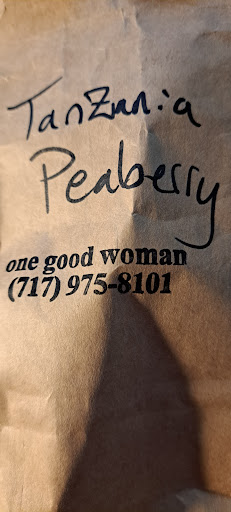 TanZania
Peaberry
one good woman
(717) 975-8101